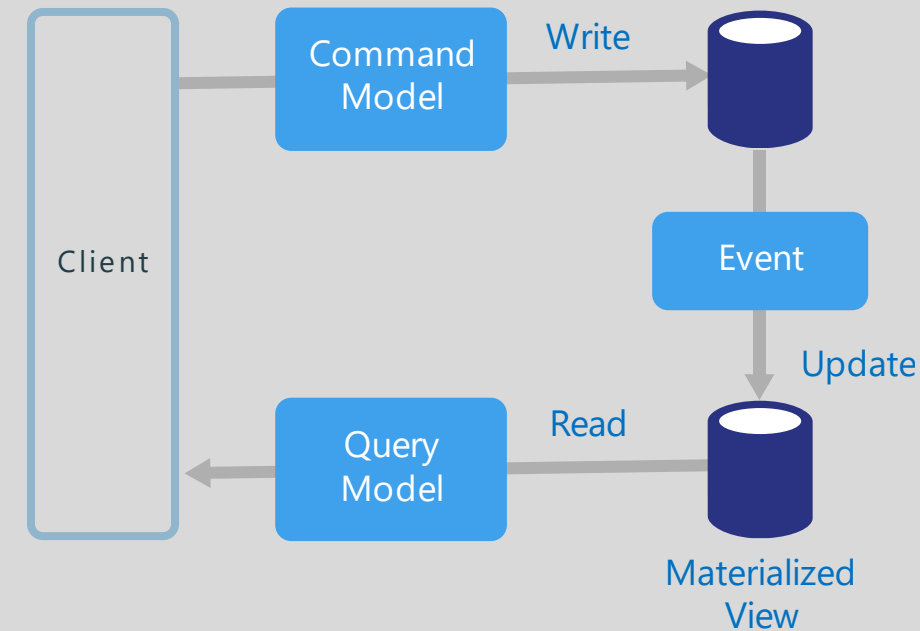 Command
Model
Write
Client
Event
Update
Query
Model
Read
Materialized
View